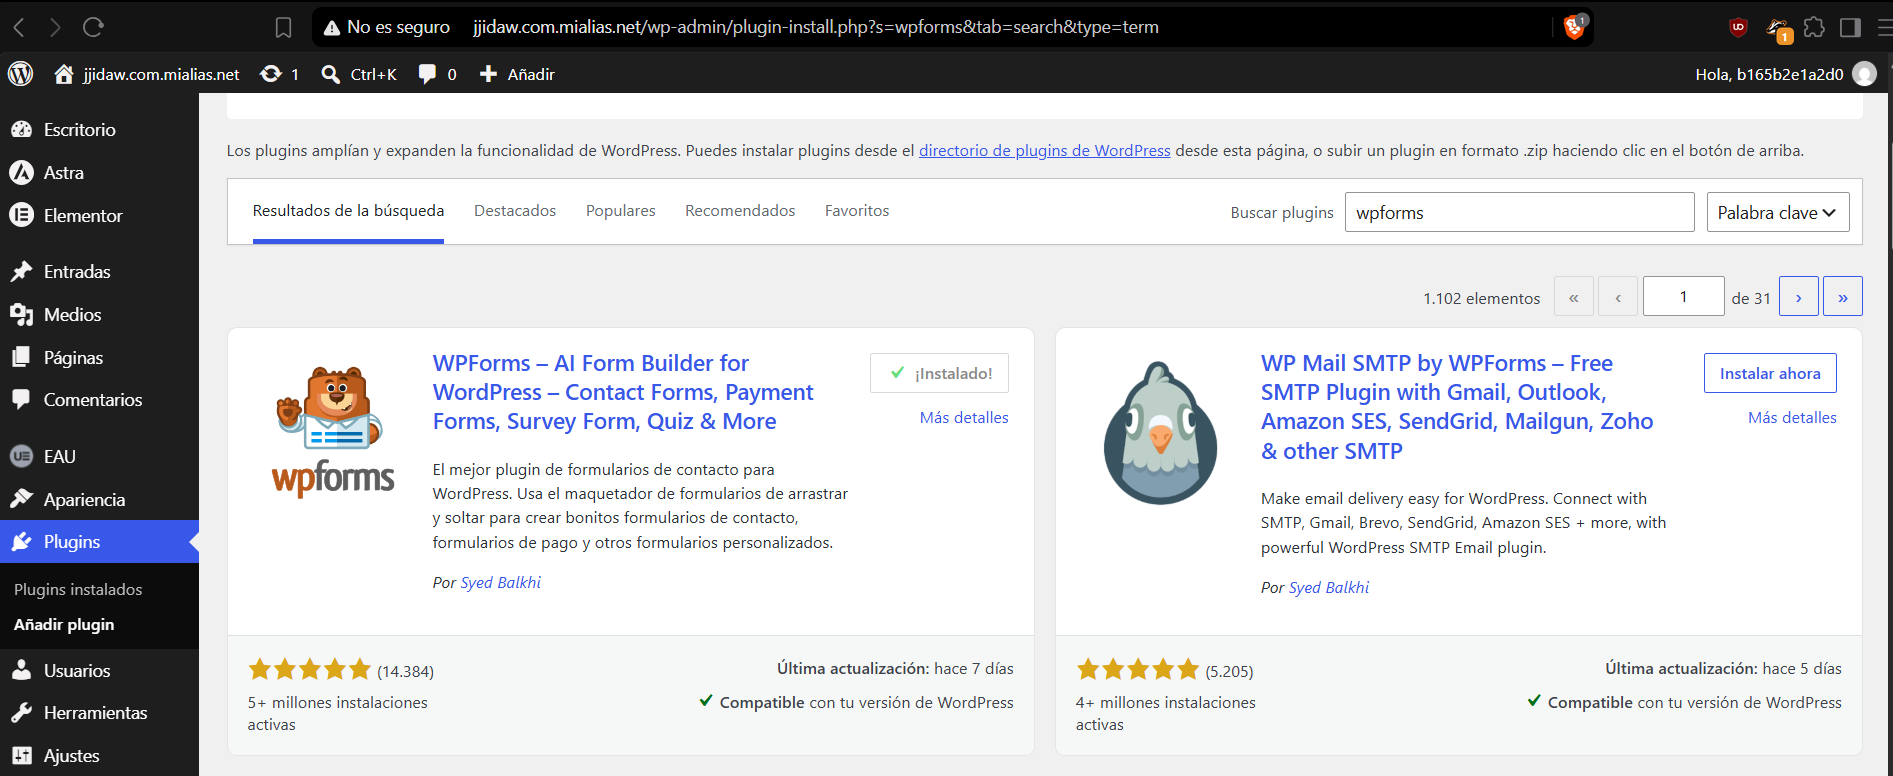 No es seguro jjidaw.com.mialias.net/wp-admin/plugin-install.php?s=wpforms&tab=search&type=term
1
1
jjidaw.com.mialias.net 1 Ctrl+K 0 Añadir
Hola, b165b2e1a2d0
Escritorio
Astra
Elementor
Entradas
Medios
Páginas
Comentarios
EAU
Apariencia
Plugins
Plugins instalados
Añadir plugin
Usuarios
Herramientas
Ajustes
Los plugins amplían y expanden la funcionalidad de WordPress. Puedes instalar plugins desde el directorio de plugins de WordPress desde esta página, o subir un plugin en formato .zip haciendo clic en el botón de arriba.
Resultados de la búsqueda Destacados Populares Recomendados Favoritos
Buscar plugins wpforms Palabra clave
1.102 elementos « ‹ 1 de 31 › »
wpforms
WPForms – AI Form Builder for
WordPress – Contact Forms, Payment
Forms, Survey Form, Quiz & More
¡Instalado!
Más detalles
El mejor plugin de formularios de contacto para
WordPress. Usa el maquetador de formularios de arrastrar
y soltar para crear bonitos formularios de contacto,
formularios de pago y otros formularios personalizados.
Por Syed Balkhi
(14.384)
5+ millones instalaciones
activas
Última actualización: hace 7 días
Compatible con tu versión de WordPress
WP Mail SMTP by WPForms – Free
SMTP Plugin with Gmail, Outlook,
Amazon SES, SendGrid, Mailgun, Zoho
& other SMTP
Instalar ahora
Más detalles
Make email delivery easy for WordPress. Connect with
SMTP, Gmail, Brevo, SendGrid, Amazon SES + more, with
powerful WordPress SMTP Email plugin.
Por Syed Balkhi
(5.205)
4+ millones instalaciones
activas
Última actualización: hace 5 días
Compatible con tu versión de WordPress